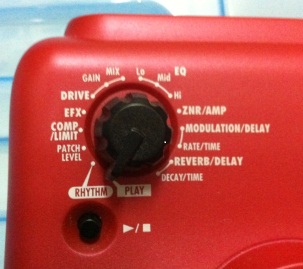 MIX Lo EQ
GAIN Mid
DRIVE Hi
EFX ZNR/AMP
COMP
/LIMIT MODULATION/DELAY
PATCH
LEVEL RATE/TIME
REVERB/DELAY
DECAY/TIME
RHYTHM PLAY